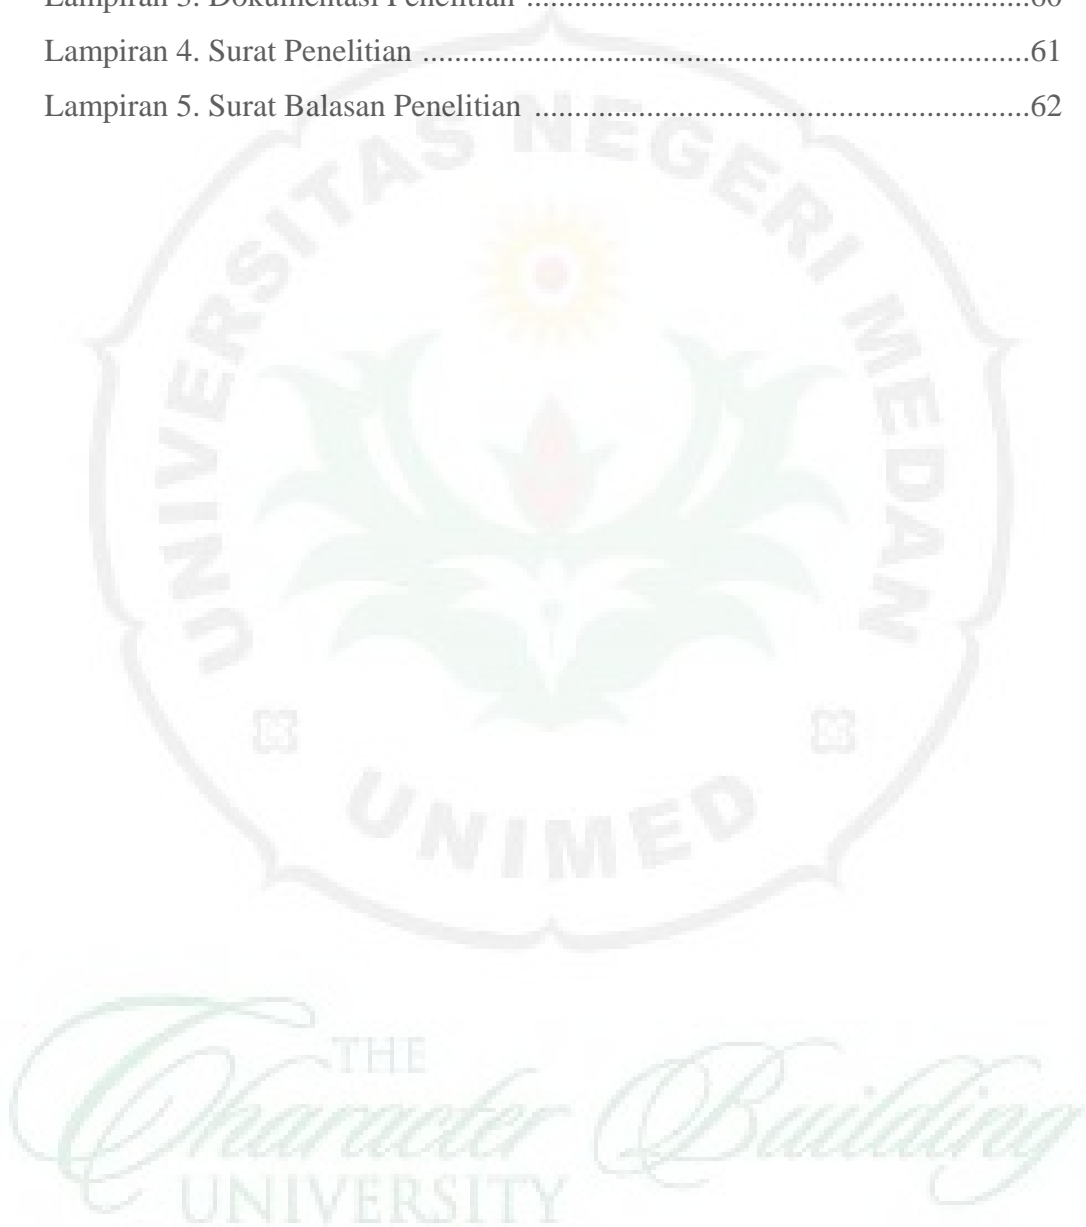 Lampiran 3. Dokumentasi Penelitian ................................................................60
Lampiran 4. Surat Penelitian .............................................................................61
Lampiran 5. Surat Balasan Penelitian ...............................................................62
UNIVERSITAS NEGERI MEDAN
UNIMED
THE
Character Building
UNIVERSITY